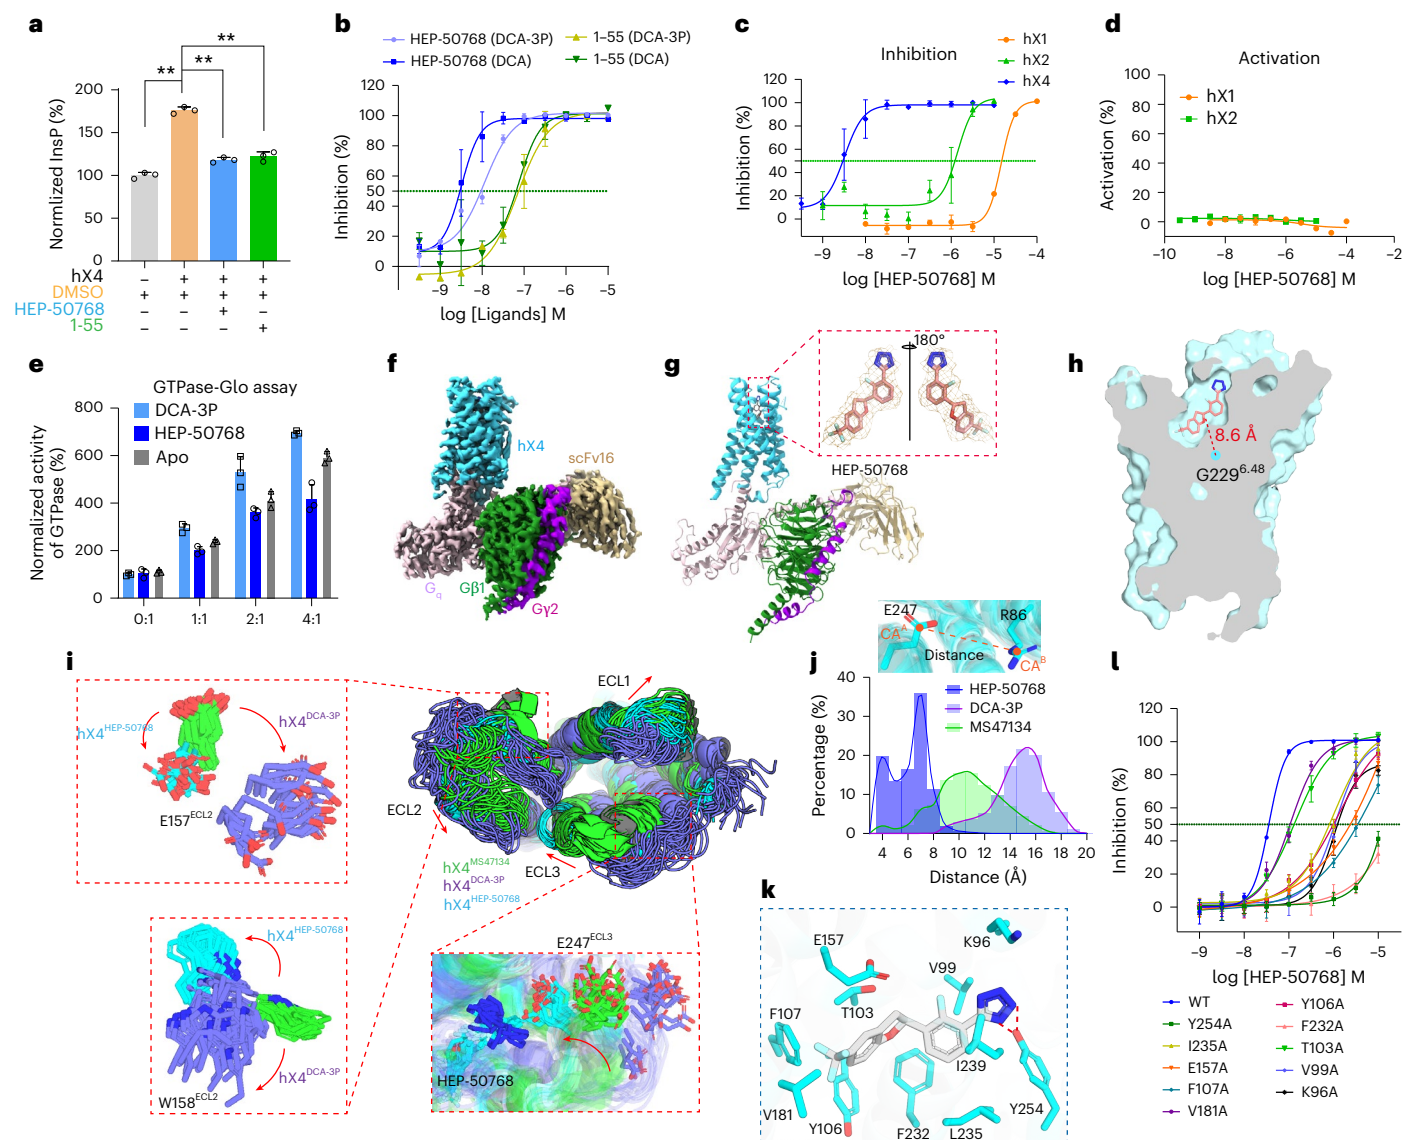 a
Normlized InsP (%)
200
150
100
50
0
**
**
**
hX4 – + + +
DMSO + + + +
HEP-50768 – – + –
1-55 – – – +
b
HEP-50768 (DCA-3P)
HEP-50768 (DCA)
1–55 (DCA-3P)
1–55 (DCA)
Inhibition (%)
120
100
80
60
50
40
20
0
–9 –8 –7 –6 –5
log [Ligands] M
c
Inhibition
hX1
hX2
hX4
Inhibition (%)
120
100
80
60
40
20
0
–9 –8 –7 –6 –5 –4
log [HEP-50768] M
d
Activation
hX1
hX2
Activation (%)
100
80
60
40
20
0
–10 –8 –6 –4 –2
log [HEP-50768] M
e
GTPase-Glo assay
DCA-3P
HEP-50768
Apo
Normalized activity
of GTPase (%)
800
600
400
200
0
0:1 1:1 2:1 4:1
f
hX4
scFv16
Gq
Gβ1
Gγ2
g
180°
HEP-50768
h
8.6 Å
G229^6.48
i
hX4^HEP-50768
hX4^DCA-3P
E157^ECL2
ECL1
ECL2
ECL3
hX4^MS47134
hX4^DCA-3P
hX4^HEP-50768
hX4^HEP-50768
hX4^DCA-3P
W158^ECL2
E247^ECL3
HEP-50768
E247
R86
CA^A
Distance
CA^B
j
HEP-50768
DCA-3P
MS47134
Percentage (%)
40
30
20
10
0
4 6 8 10 12 14 16 18 20
Distance (Å)
k
E157
K96
V99
T103
F107
I239
V181
Y106
F232
L235
Y254
l
Inhibition (%)
120
100
80
60
50
40
20
0
–9 –8 –7 –6 –5
log [HEP-50768] M
WT
Y254A
I235A
E157A
F107A
V181A
Y106A
F232A
T103A
V99A
K96A